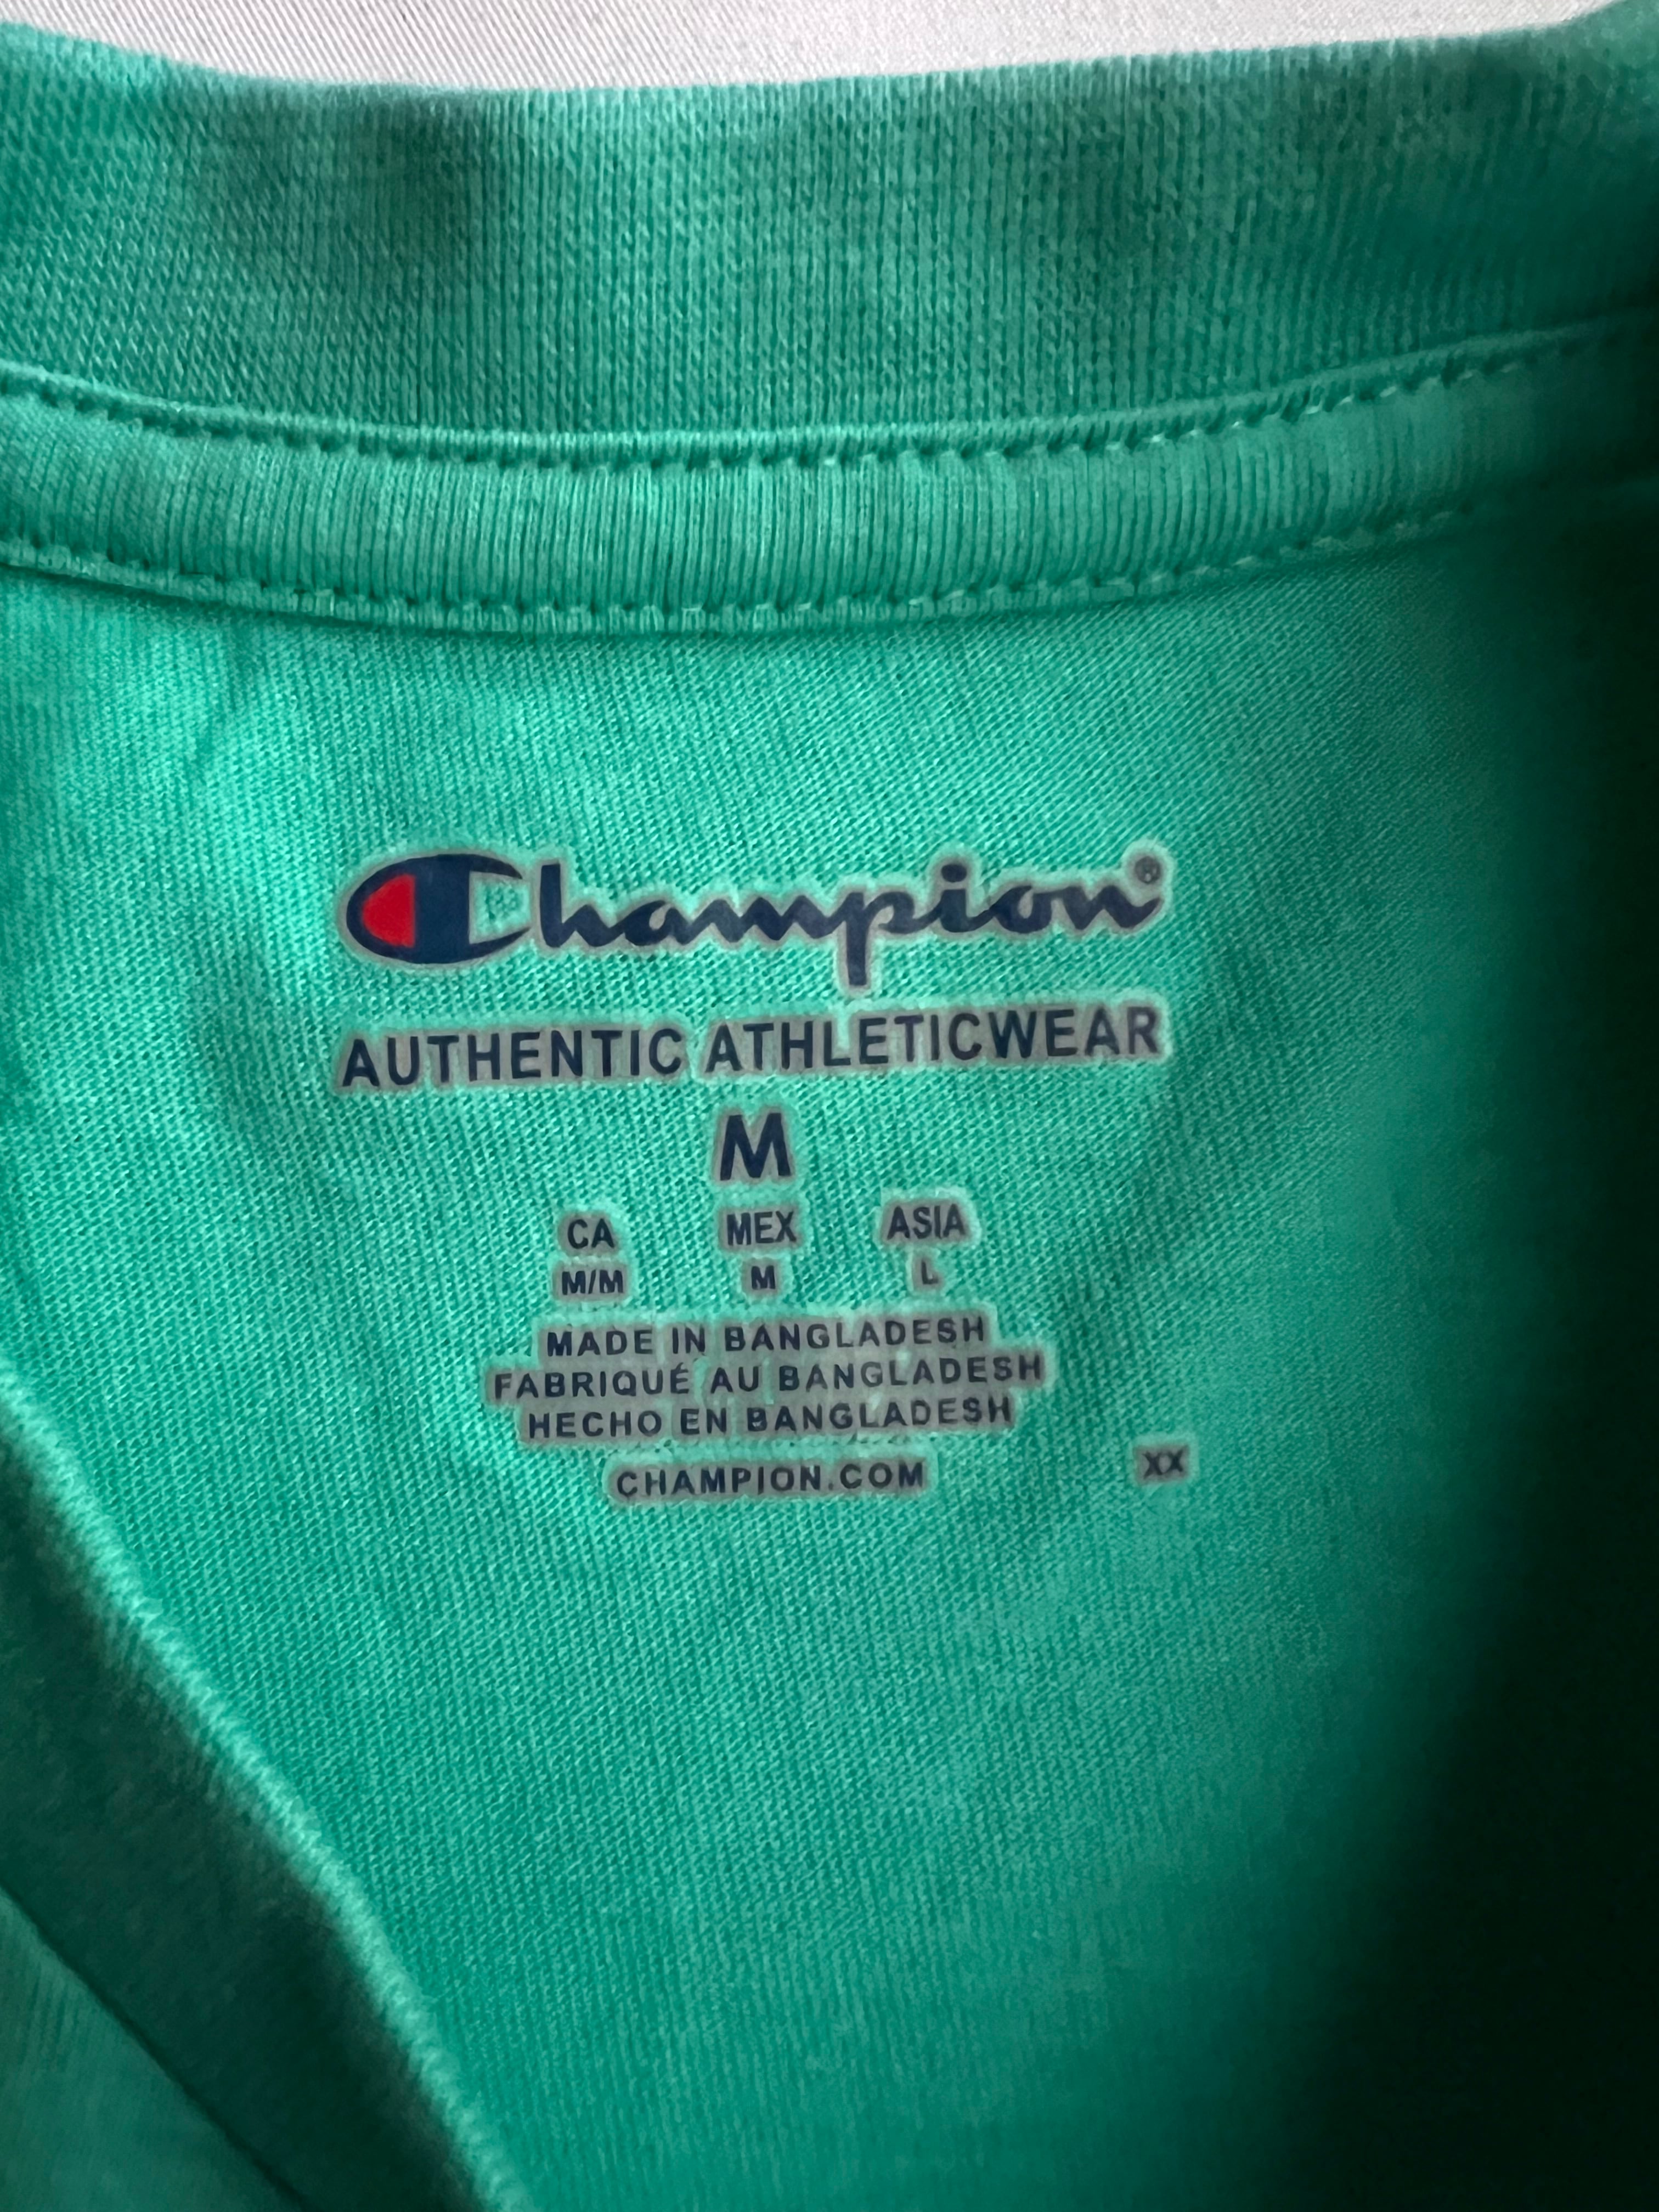 Champion®
AUTHENTIC ATHLETICWEAR
M
CA MEX ASIA
M/M M L
MADE IN BANGLADESH
FABRIQUÉ AU BANGLADESH
HECHO EN BANGLADESH
CHAMPION.COM XX